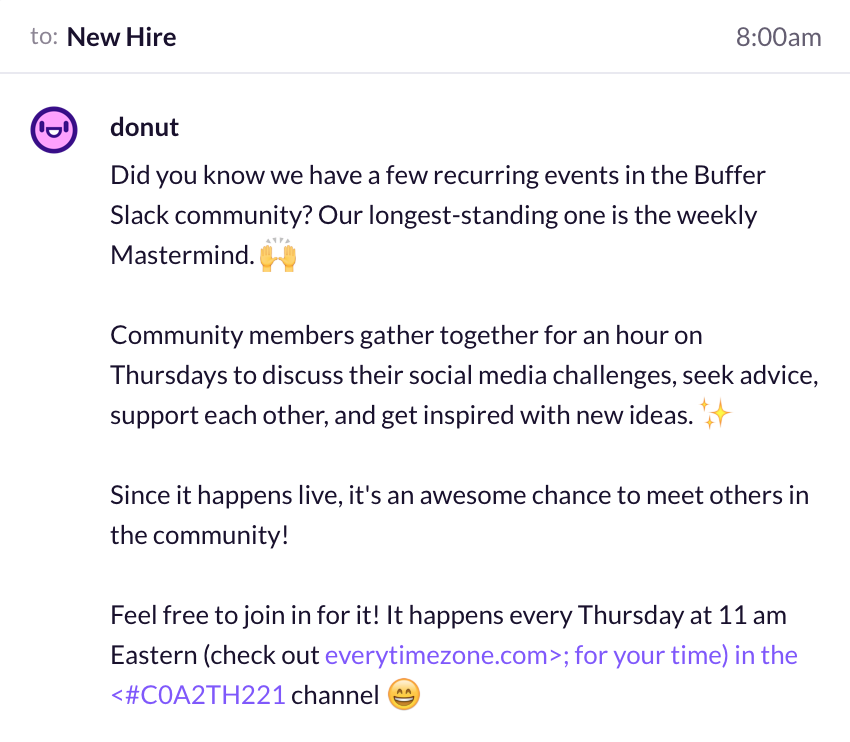 to: New Hire 8:00am
donut
Did you know we have a few recurring events in the Buffer
Slack community? Our longest-standing one is the weekly
Mastermind. 🙌
Community members gather together for an hour on
Thursdays to discuss their social media challenges, seek advice,
support each other, and get inspired with new ideas. ✨
Since it happens live, it's an awesome chance to meet others in
the community!
Feel free to join in for it! It happens every Thursday at 11 am
Eastern (check out everytimezone.com>; for your time) in the
<#C0A2TH221 channel 😄